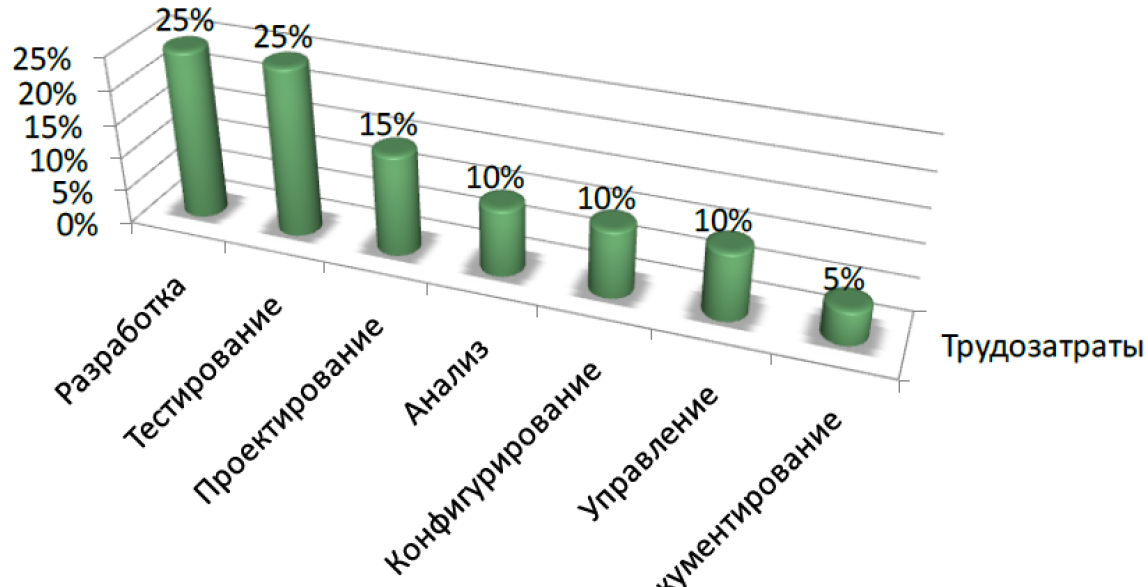 25%
25%
15%
10%
10%
10%
5%
25%
20%
15%
10%
5%
0%
Разработка
Тестирование
Проектирование
Анализ
Конфигурирование
Управление
кументирование
Трудозатраты